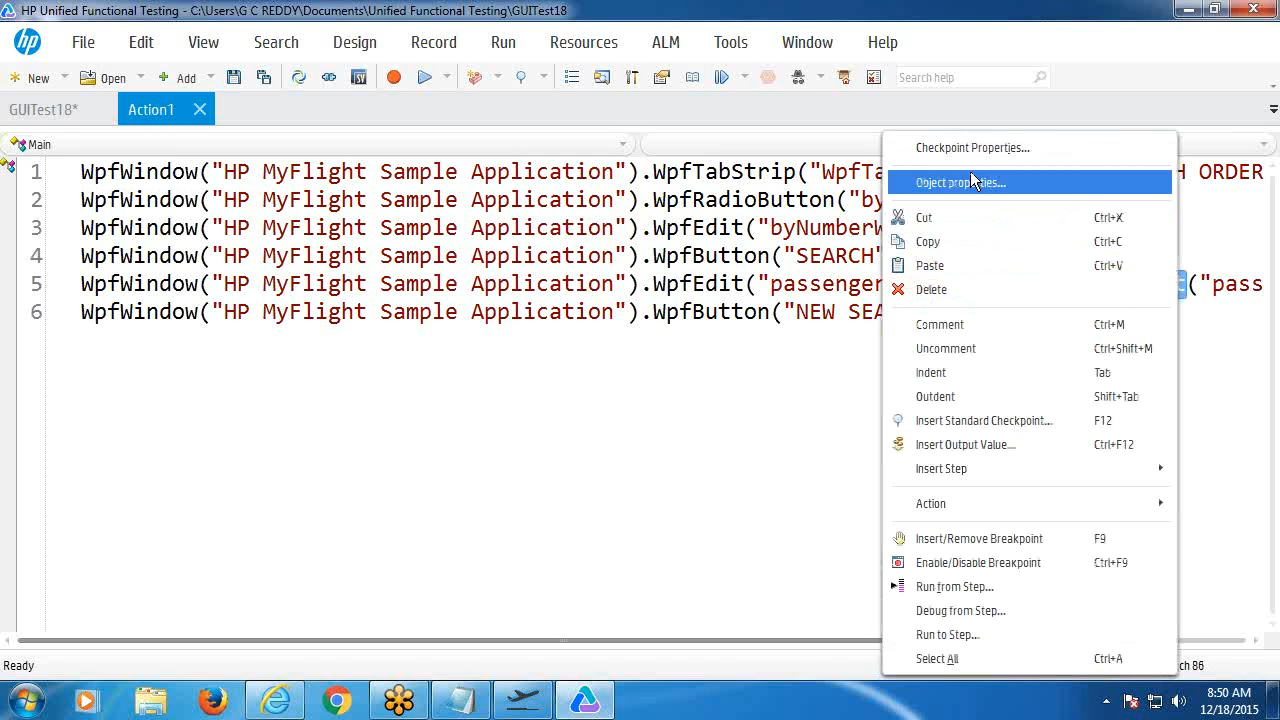 HP Unified Functional Testing - C:\Users\G C REDDY\Documents\Unified Functional Testing\GUITest18
hp File Edit View Search Design Record Run Resources ALM Tools Window Help
New Open Add Search help
GUITest18* Action1
Main
1 WpfWindow("HP MyFlight Sample Application").WpfTabStrip("WpfTa H ORDER
2 WpfWindow("HP MyFlight Sample Application").WpfRadioButton("by
3 WpfWindow("HP MyFlight Sample Application").WpfEdit("byNumberW
4 WpfWindow("HP MyFlight Sample Application").WpfButton("SEARCH"
5 WpfWindow("HP MyFlight Sample Application").WpfEdit("passenger ("pass
6 WpfWindow("HP MyFlight Sample Application").WpfButton("NEW SEA
Checkpoint Properties...
Object properties...
Cut Ctrl+X
Copy Ctrl+C
Paste Ctrl+V
Delete
Comment Ctrl+M
Uncomment Ctrl+Shift+M
Indent Tab
Outdent Shift+Tab
Insert Standard Checkpoint... F12
Insert Output Value... Ctrl+F12
Insert Step
Action
Insert/Remove Breakpoint F9
Enable/Disable Breakpoint Ctrl+F9
Run from Step...
Debug from Step...
Run to Step...
Select All Ctrl+A
Ready ch 86
8:50 AM
12/18/2015